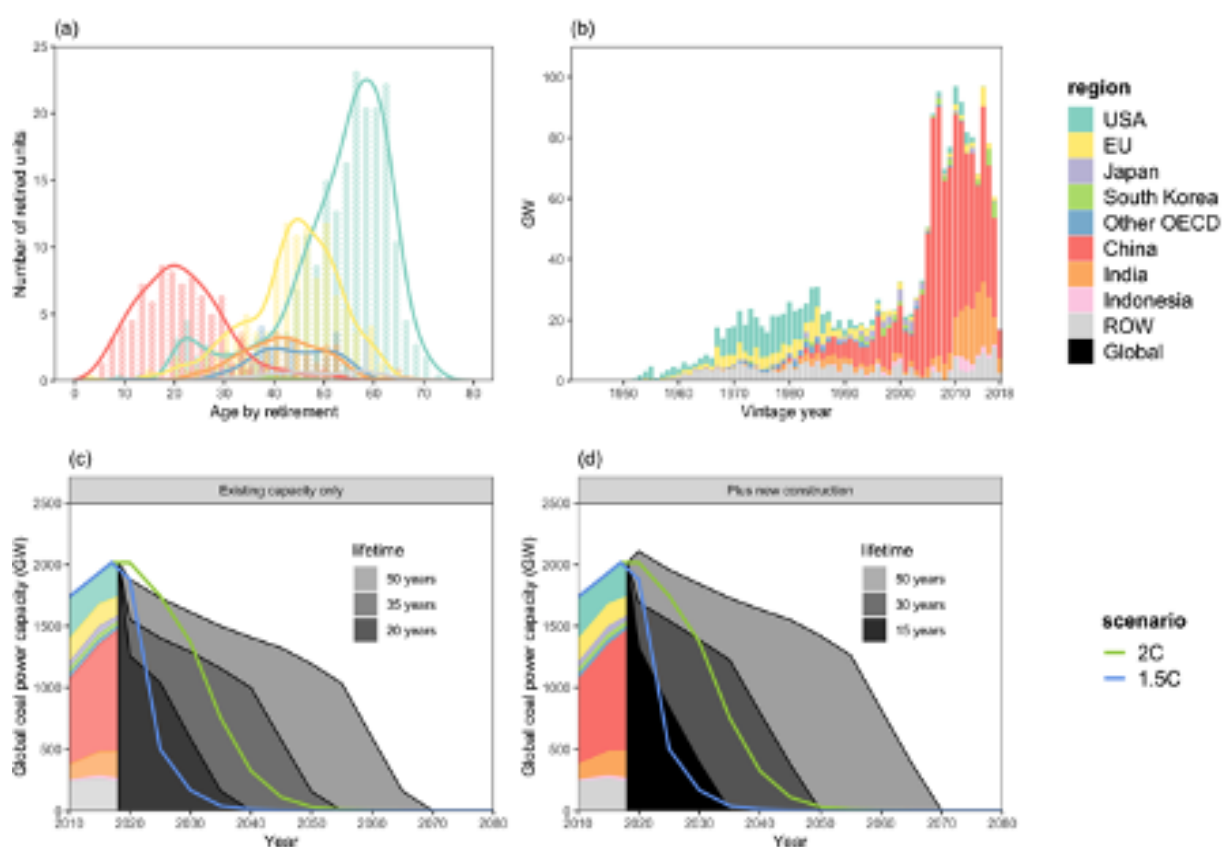 (a)
25
20
15
10
5
0
Number of retired units
0 10 20 30 40 50 60 70 80
Age by retirement
(b)
100
80
60
40
20
0
GW
1950 1960 1970 1980 1990 2000 2010 2018
Vintage year
region
USA
EU
Japan
South Korea
Other OECD
China
India
Indonesia
ROW
Global
(c)
Existing capacity only
2500
2000
1500
1000
500
0
Global coal power capacity (GW)
lifetime
50 years
35 years
20 years
2010 2020 2030 2040 2050 2060 2070 2080
Year
(d)
Plus new construction
2500
2000
1500
1000
500
0
Global coal power capacity (GW)
lifetime
50 years
30 years
15 years
2010 2020 2030 2040 2050 2060 2070 2080
Year
scenario
2C
1.5C